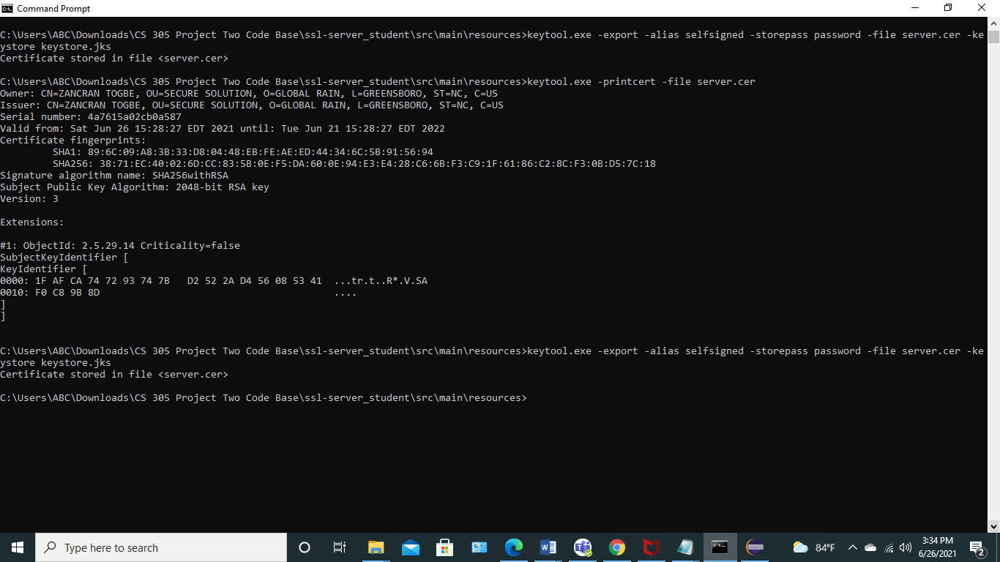 Command Prompt
C:\Users\ABC\Downloads\CS 305 Project Two Code Base\ssl-server_student\src\main\resources>keytool.exe -export -alias selfsigned -storepass password -file server.cer -ke
ystore keystore.jks
Certificate stored in file <server.cer>
C:\Users\ABC\Downloads\CS 305 Project Two Code Base\ssl-server_student\src\main\resources>keytool.exe -printcert -file server.cer
Owner: CN=ZANCRAN TOGBE, OU=SECURE SOLUTION, O=GLOBAL RAIN, L=GREENSBORO, ST=NC, C=US
Issuer: CN=ZANCRAN TOGBE, OU=SECURE SOLUTION, O=GLOBAL RAIN, L=GREENSBORO, ST=NC, C=US
Serial number: 4a7615a02cb0a587
Valid from: Sat Jun 26 15:28:27 EDT 2021 until: Tue Jun 21 15:28:27 EDT 2022
Certificate fingerprints:
SHA1: 89:6C:09:A8:3B:33:D8:04:48:EB:FE:AE:ED:44:34:6C:5B:91:56:94
SHA256: 38:71:EC:40:02:6D:CC:83:5B:0E:F5:DA:60:0E:94:E3:E4:28:C6:6B:F3:C9:1F:61:86:C2:8C:F3:0B:D5:7C:18
Signature algorithm name: SHA256withRSA
Subject Public Key Algorithm: 2048-bit RSA key
Version: 3
Extensions:
#1: ObjectId: 2.5.29.14 Criticality=false
SubjectKeyIdentifier [
KeyIdentifier [
0000: 1F AF CA 74 72 93 74 7B   D2 52 2A D4 56 08 53 41  ...tr.t..R*.V.SA
0010: F0 C8 9B 8D                                        ....
]
]
C:\Users\ABC\Downloads\CS 305 Project Two Code Base\ssl-server_student\src\main\resources>keytool.exe -export -alias selfsigned -storepass password -file server.cer -ke
ystore keystore.jks
Certificate stored in file <server.cer>
C:\Users\ABC\Downloads\CS 305 Project Two Code Base\ssl-server_student\src\main\resources>
Type here to search
84°F
3:34 PM
6/26/2021
2